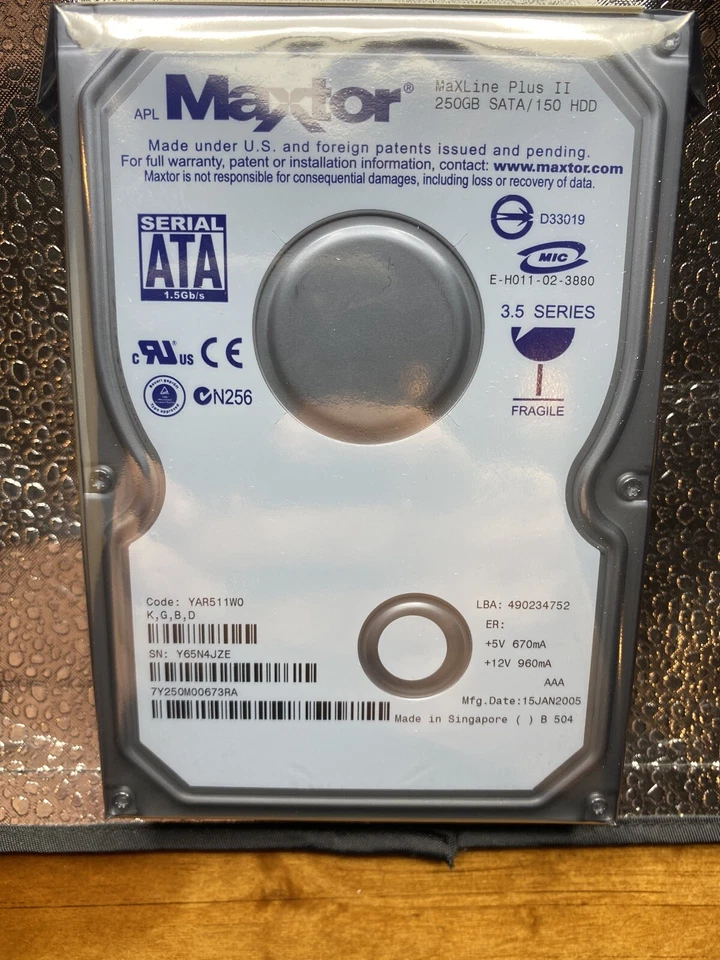 APL Maxtor®
MaXLine Plus II
250GB SATA/150 HDD
Made under U.S. and foreign patents issued and pending.
For full warranty, patent or installation information, contact: www.maxtor.com
Maxtor is not responsible for consequential damages, including loss or recovery of data.
SERIAL
ATA
1.5Gb/s
D33019
MIC
E-H011-02-3880
3.5 SERIES
FRAGILE
c RU® US CE
N256
Code: YAR511W0
K,G,B,D
SN: Y65N4JZE
7Y250M00673RA
LBA: 490234752
ER:
+5V 670mA
+12V 960mA
AAA
Mfg.Date:15JAN2005
Made in Singapore ( ) B 504